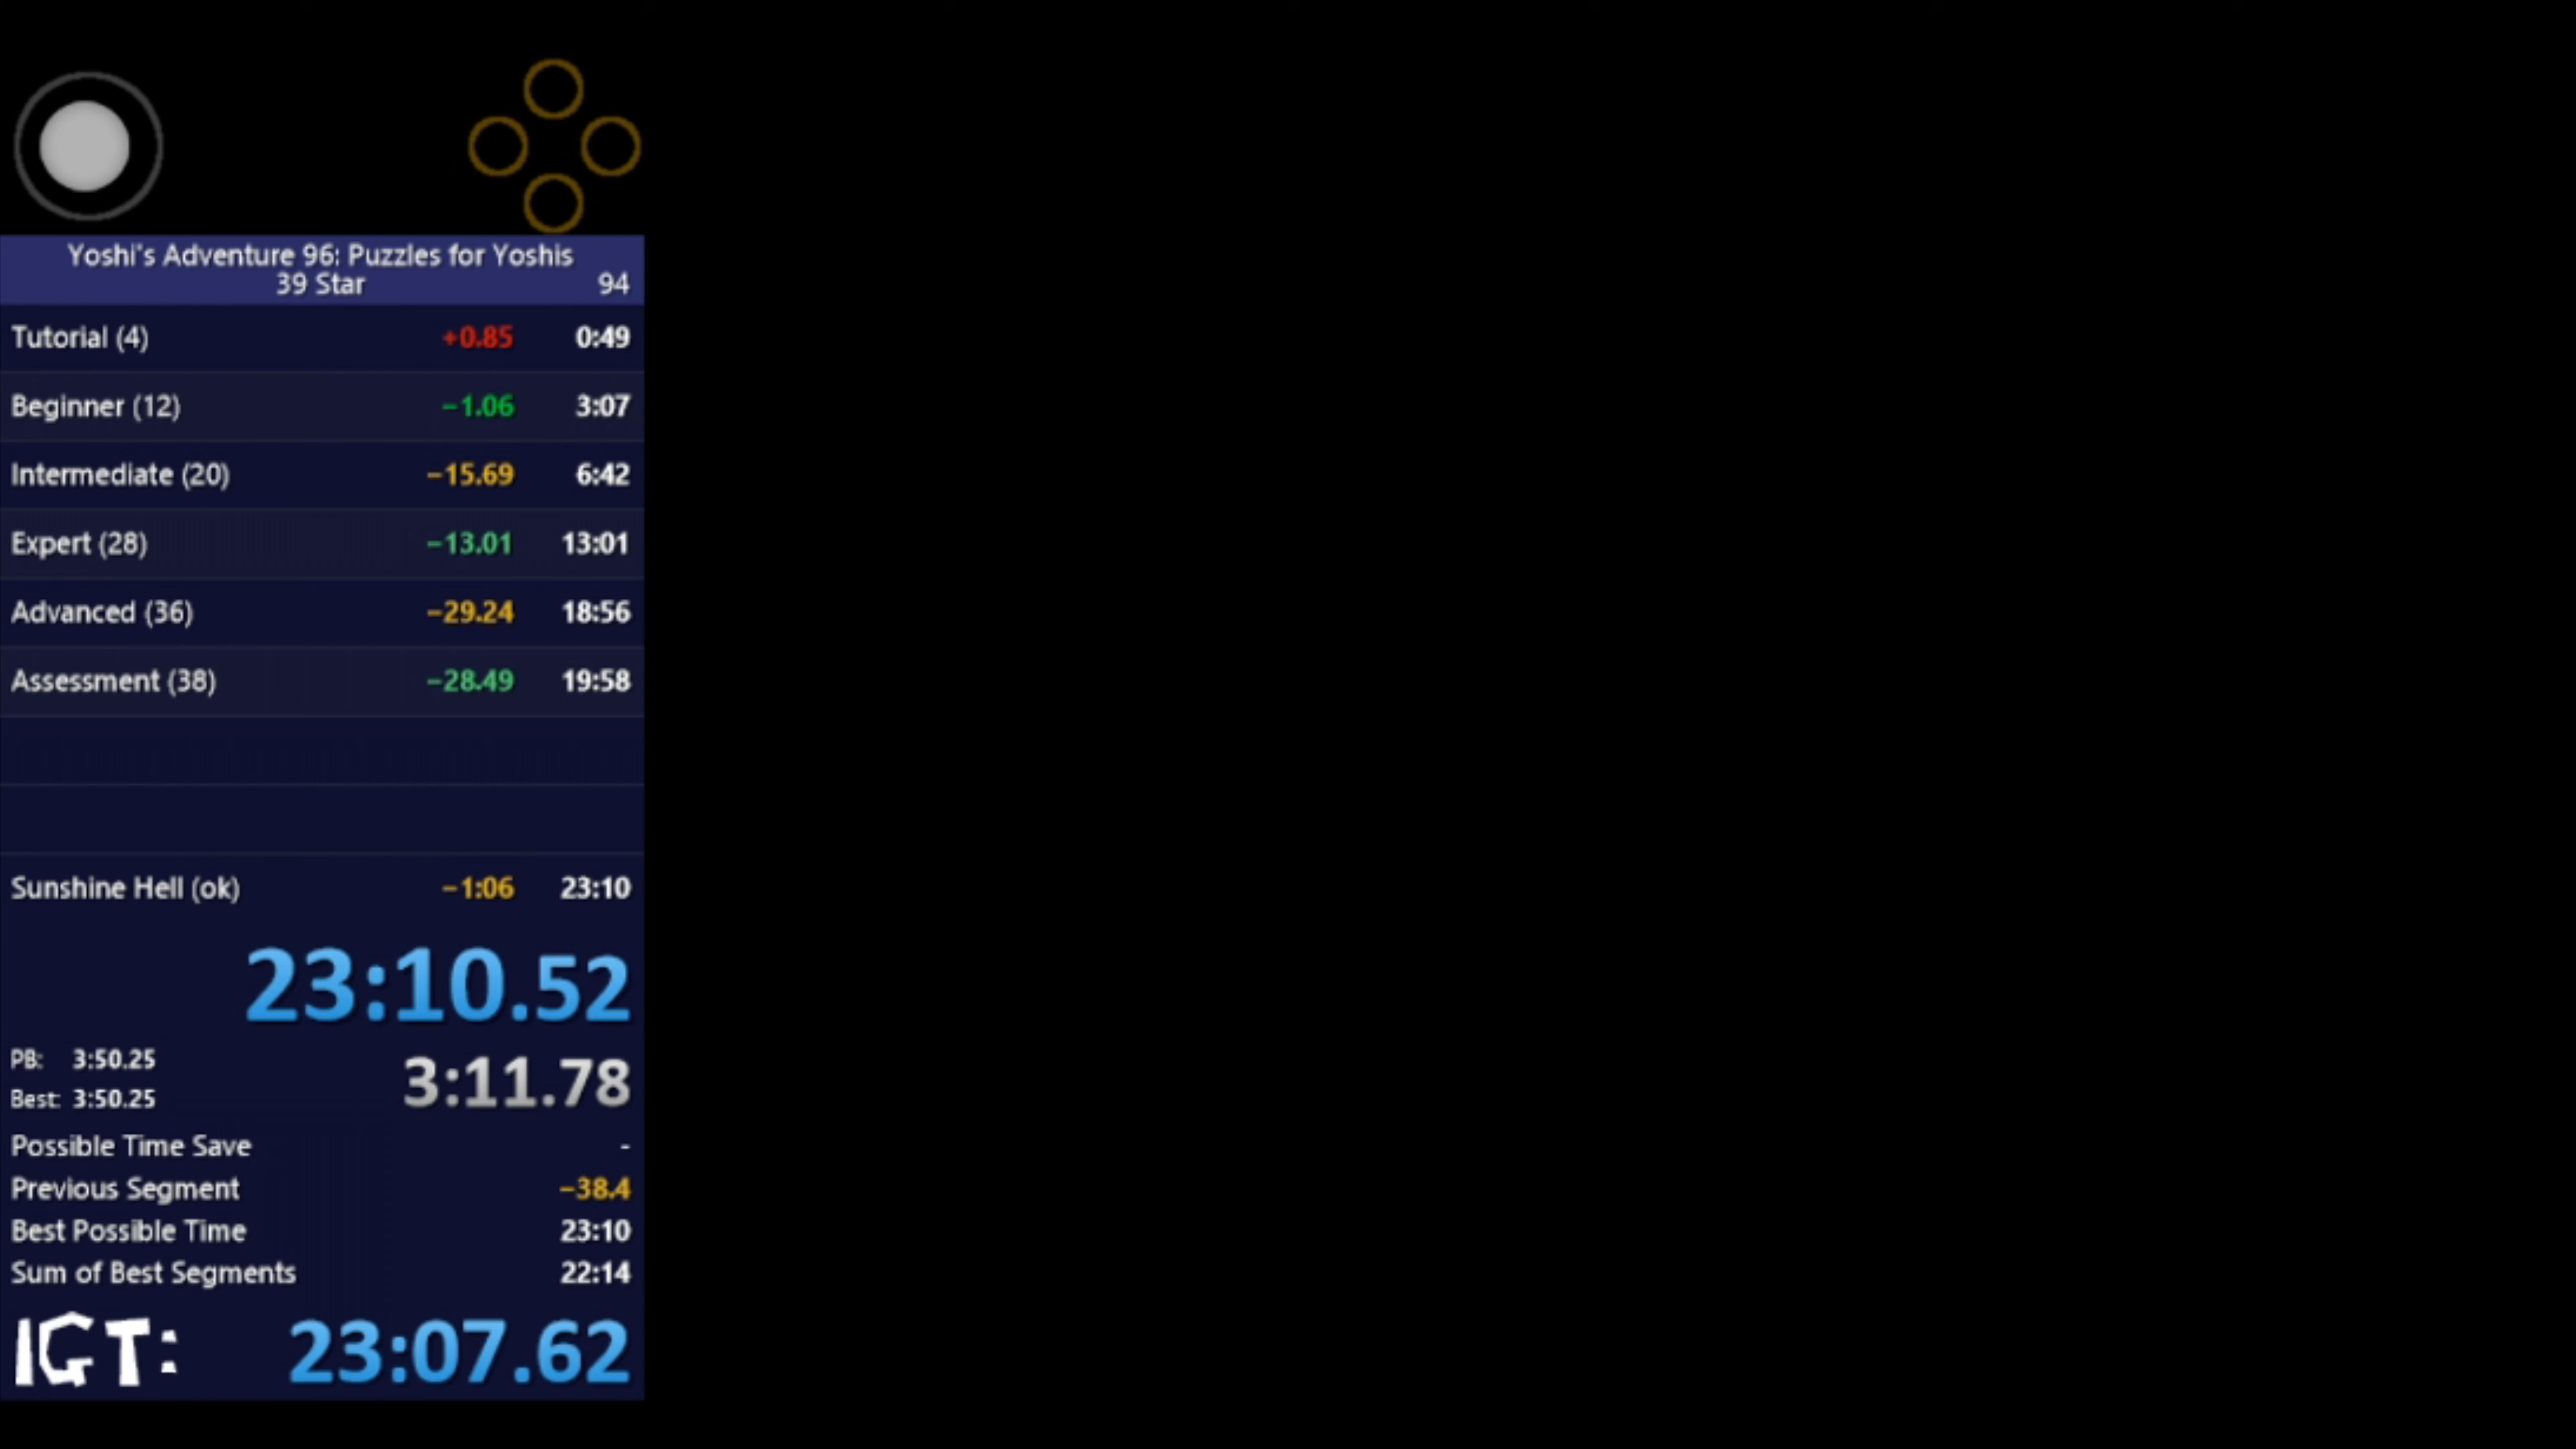 Yoshi's Adventure 96: Puzzles for Yoshis
39 Star 94
Tutorial (4) +0.85 0:49
Beginner (12) −1.06 3:07
Intermediate (20) −15.69 6:42
Expert (28) −13.01 13:01
Advanced (36) −29.24 18:56
Assessment (38) −28.49 19:58
Sunshine Hell (ok) −1:06 23:10
23:10.52
PB: 3:50.25
Best: 3:50.25
3:11.78
Possible Time Save -
Previous Segment −38.4
Best Possible Time 23:10
Sum of Best Segments 22:14
IGT: 23:07.62